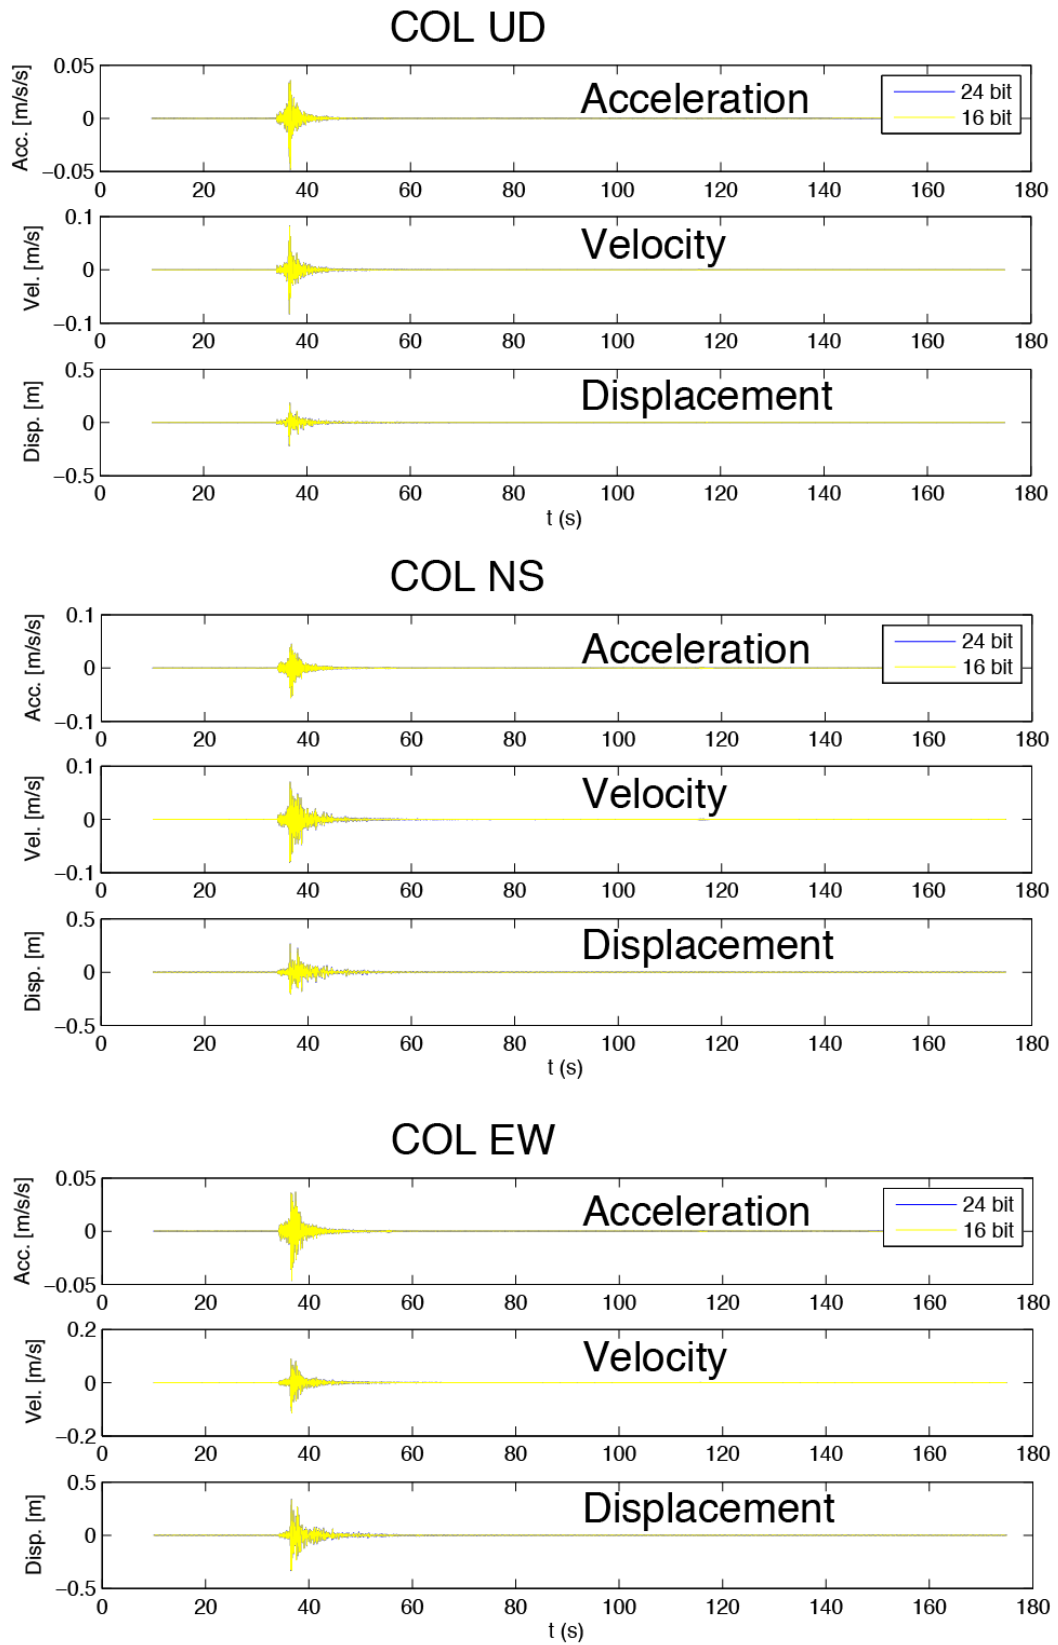 COL UD
Acc. [m/s/s]
0.05
0
−0.05
Acceleration
24 bit
16 bit
0 20 40 60 80 100 120 140 160 180
Vel. [m/s]
0.1
0
−0.1
Velocity
0 20 40 60 80 100 120 140 160 180
Disp. [m]
0.5
0
−0.5
Displacement
0 20 40 60 80 100 120 140 160 180
t (s)
COL NS
Acc. [m/s/s]
0.1
0
−0.1
Acceleration
24 bit
16 bit
0 20 40 60 80 100 120 140 160 180
Vel. [m/s]
0.1
0
−0.1
Velocity
0 20 40 60 80 100 120 140 160 180
Disp. [m]
0.5
0
−0.5
Displacement
0 20 40 60 80 100 120 140 160 180
t (s)
COL EW
Acc. [m/s/s]
0.05
0
−0.05
Acceleration
24 bit
16 bit
0 20 40 60 80 100 120 140 160 180
Vel. [m/s]
0.2
0
−0.2
Velocity
0 20 40 60 80 100 120 140 160 180
Disp. [m]
0.5
0
−0.5
Displacement
0 20 40 60 80 100 120 140 160 180
t (s)